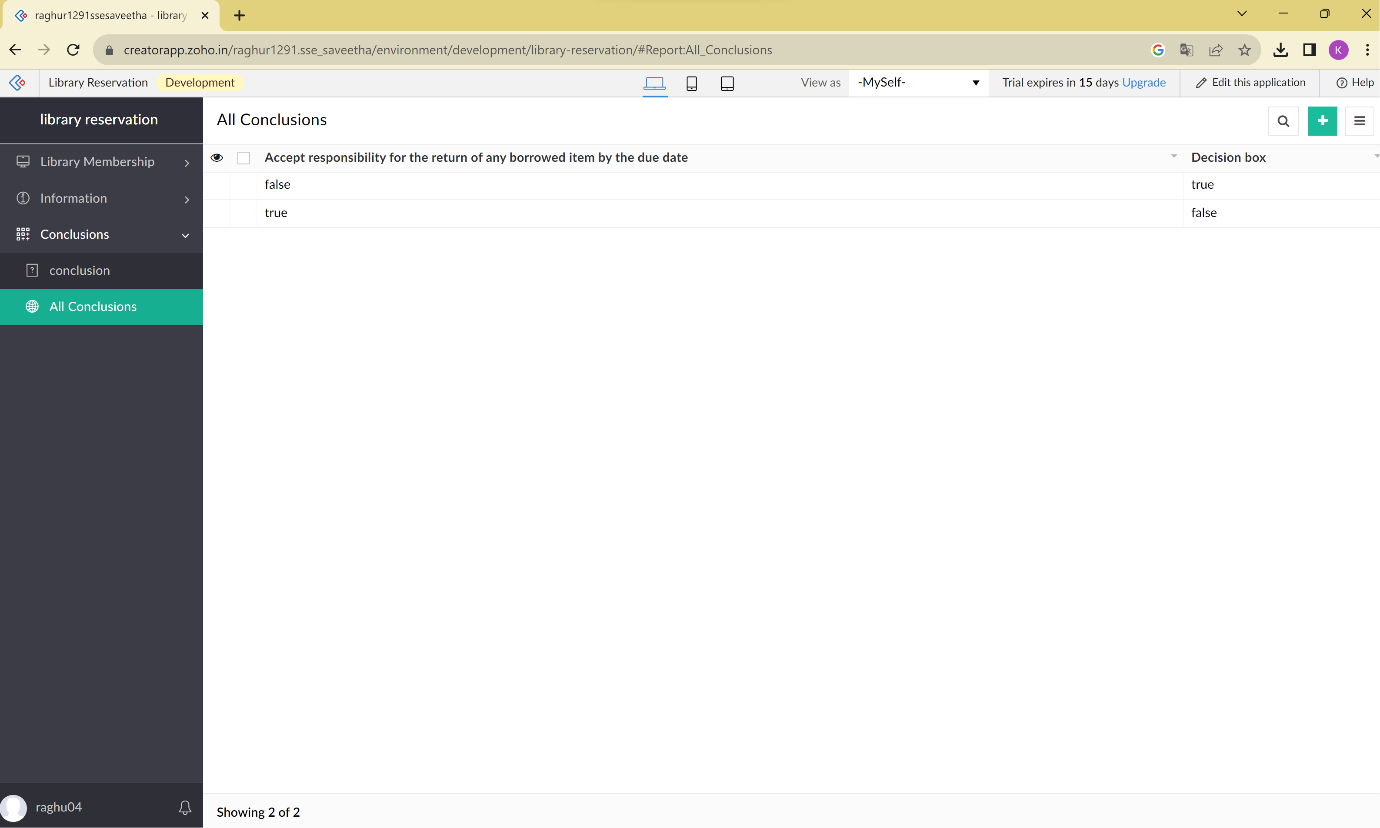 raghur1291ssesaveetha - library
creatorapp.zoho.in/raghur1291.sse_saveetha/environment/development/library-reservation/#Report:All_Conclusions
K
Library Reservation Development View as -MySelf- Trial expires in 15 days Upgrade Edit this application Help
library reservation
All Conclusions
Library Membership
Information
Conclusions
conclusion
All Conclusions
Accept responsibility for the return of any borrowed item by the due date Decision box
false true
true false
raghu04
Showing 2 of 2